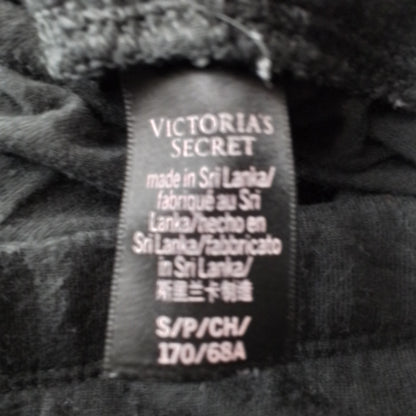 VICTORIA'S
SECRET
made in Sri Lanka/
fabriqué au Sri
Lanka/hecho en
Sri Lanka/fabbricato
in Sri Lanka/
斯里兰卡制造
S/P/CH/
170/68A